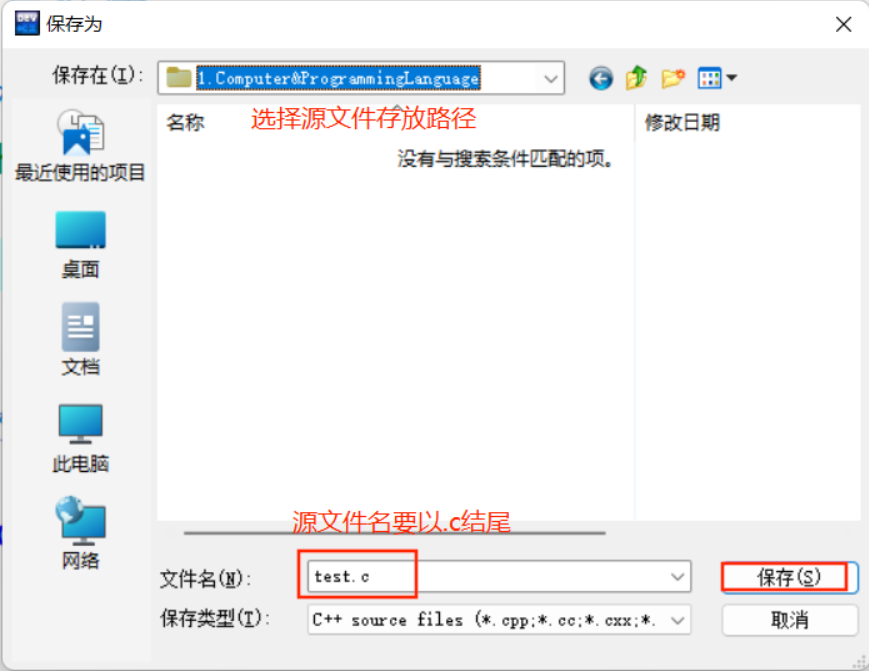 DEV
保存为
保存在(I):
1.Computer&ProgrammingLanguage
名称
选择源文件存放路径
修改日期
没有与搜索条件匹配的项。
最近使用的项目
桌面
文档
此电脑
网络
源文件名要以.c结尾
文件名(N):
test.c
保存(S)
保存类型(T):
C++ source files (*.cpp;*.cc;*.cxx;*.
取消